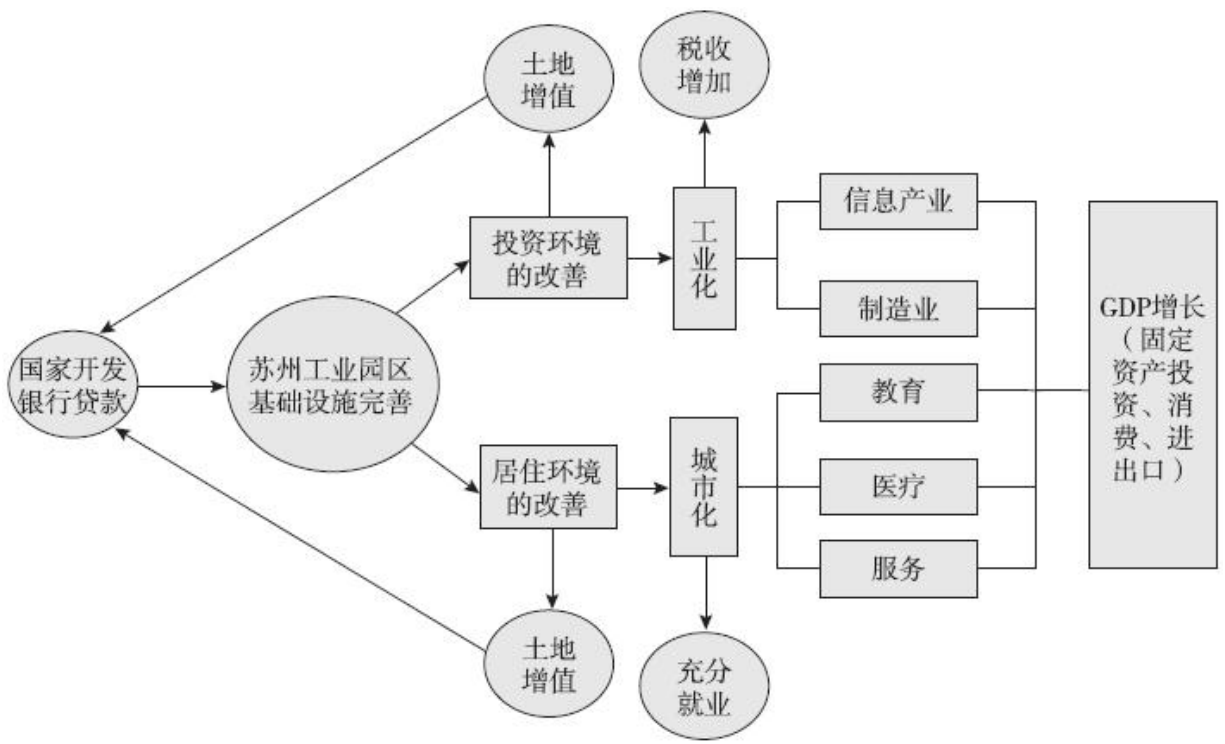 国家开发
银行贷款
苏州工业园区
基础设施完善
土地
增值
投资环境
的改善
居住环境
的改善
土地
增值
税收
增加
工
业
化
城
市
化
充分
就业
信息产业
制造业
教育
医疗
服务
GDP增长
（固定
资产投
资、消
费、进
出口）